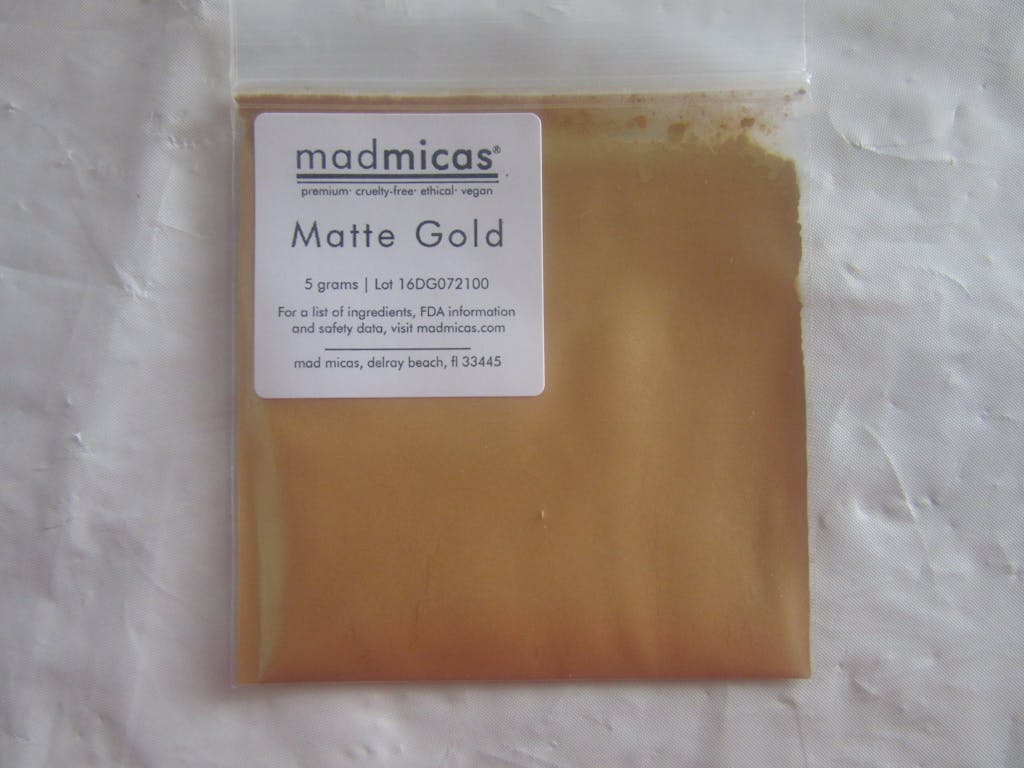 madmicas®
premium· cruelty-free· ethical· vegan
Matte Gold
5 grams | Lot 16DG072100
For a list of ingredients, FDA information
and safety data, visit madmicas.com
mad micas, delray beach, fl 33445